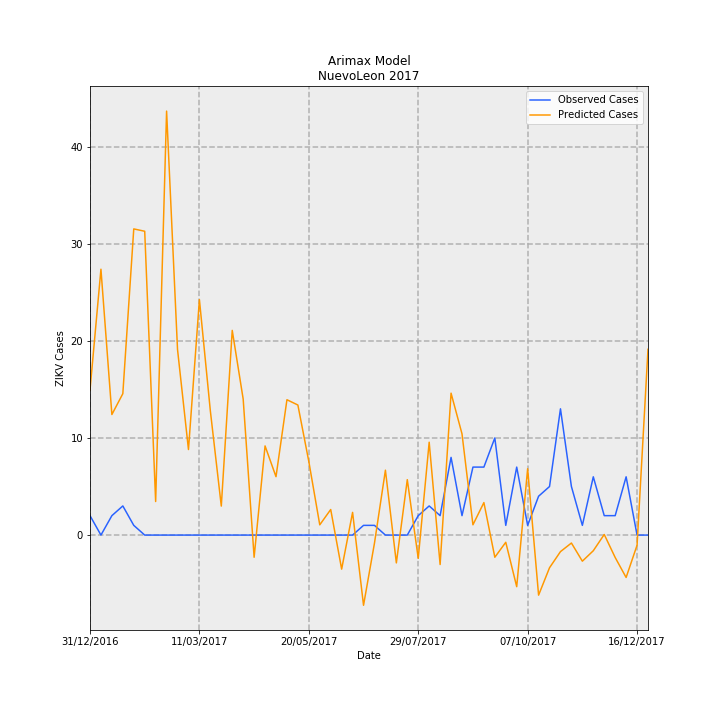 Arimax Model
NuevoLeon 2017
Observed Cases
Predicted Cases
ZIKV Cases
40
30
20
10
0
31/12/2016 11/03/2017 20/05/2017 29/07/2017 07/10/2017 16/12/2017
Date